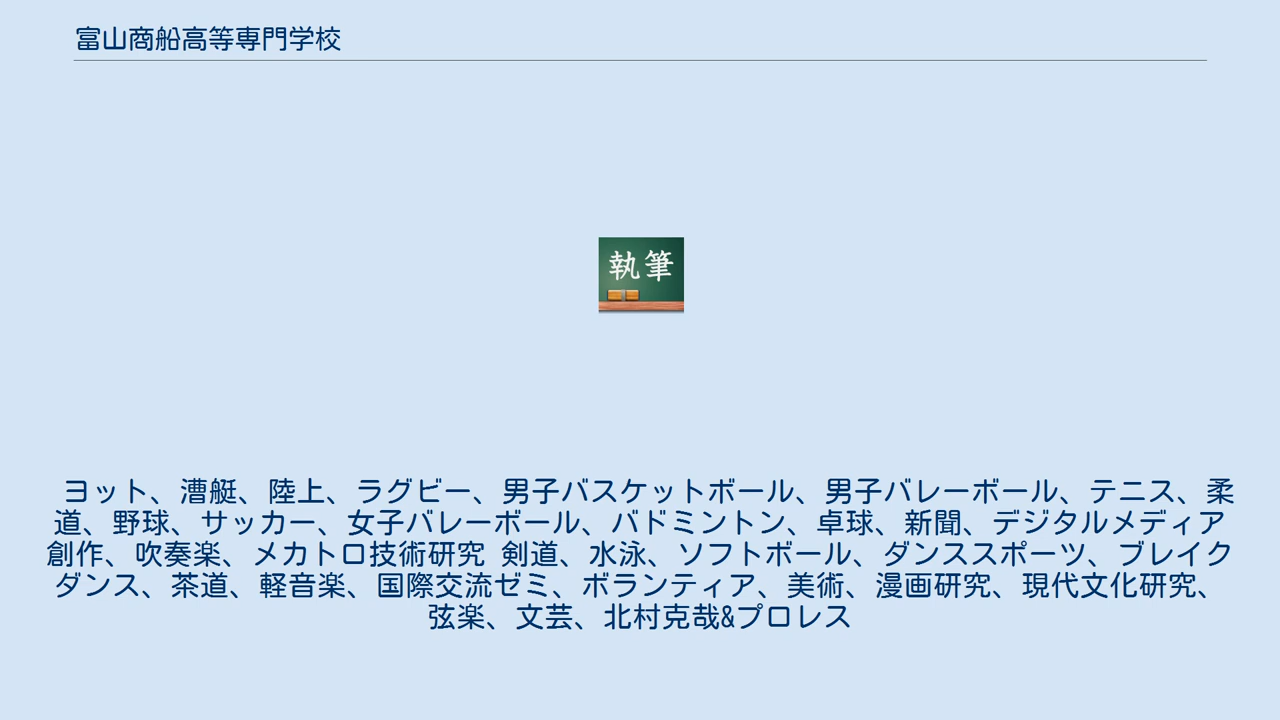 富山商船高等専門学校
執筆
ヨット、漕艇、陸上、ラグビー、男子バスケットボール、男子バレーボール、テニス、柔
道、野球、サッカー、女子バレーボール、バドミントン、卓球、新聞、デジタルメディア
創作、吹奏楽、メカトロ技術研究 剣道、水泳、ソフトボール、ダンススポーツ、ブレイク
ダンス、茶道、軽音楽、国際交流ゼミ、ボランティア、美術、漫画研究、現代文化研究、
弦楽、文芸、北村克哉&プロレス